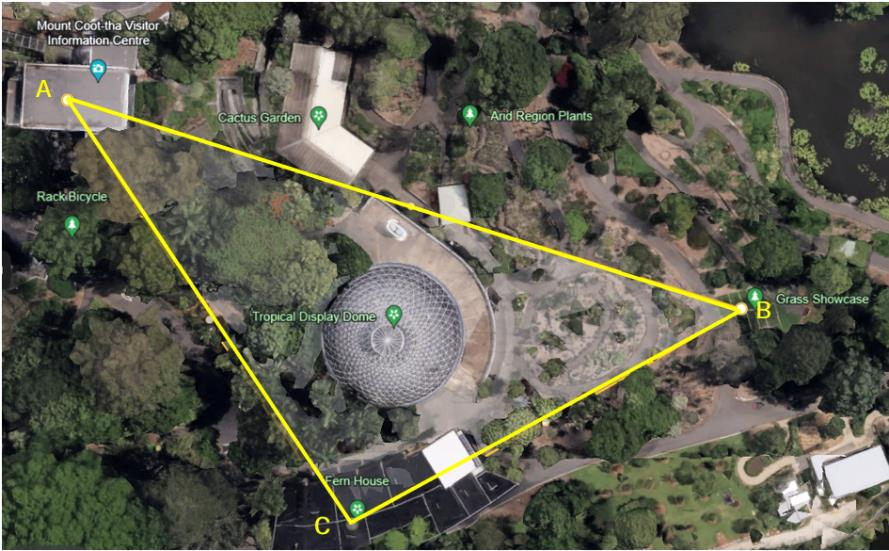 Mount Coot-tha Visitor
Information Centre
A
Cactus Garden
Arid Region Plants
Rack Bicycle
Tropical Display Dome
Grass Showcase
B
Fern House
C